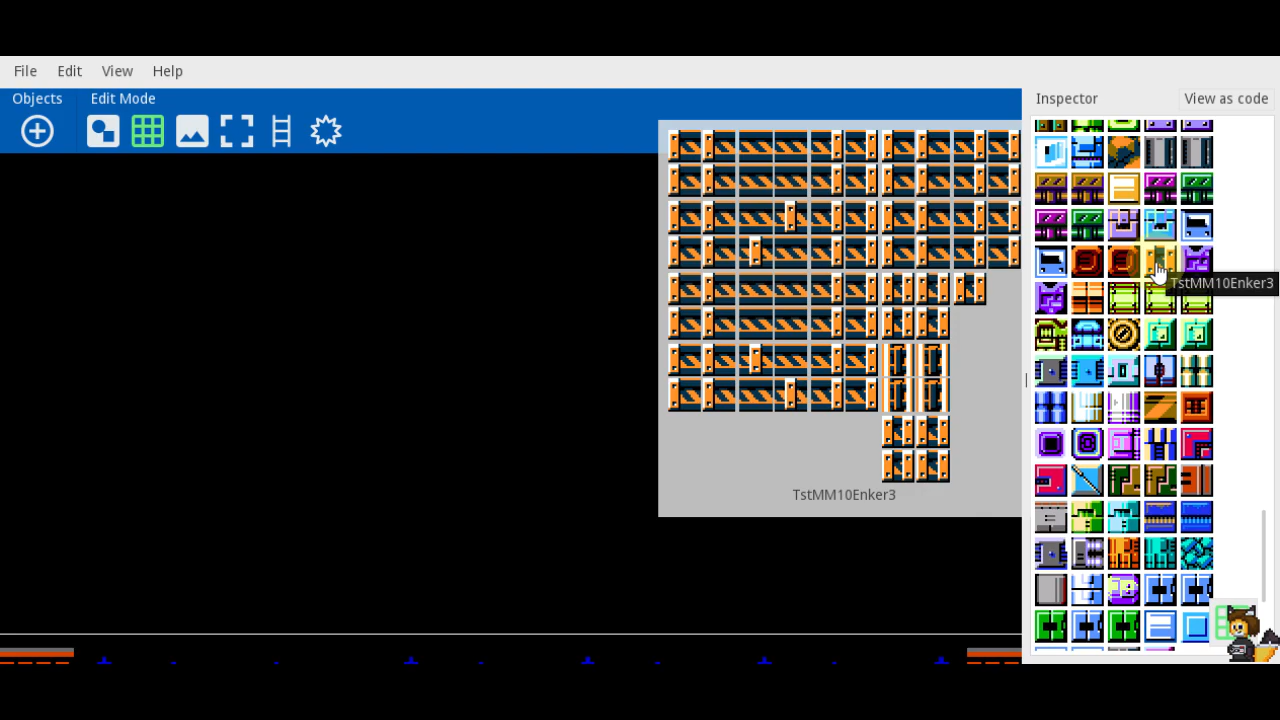 File Edit View Help
Objects Edit Mode
Inspector View as code
TstMM10Enker3
TstMM10Enker3